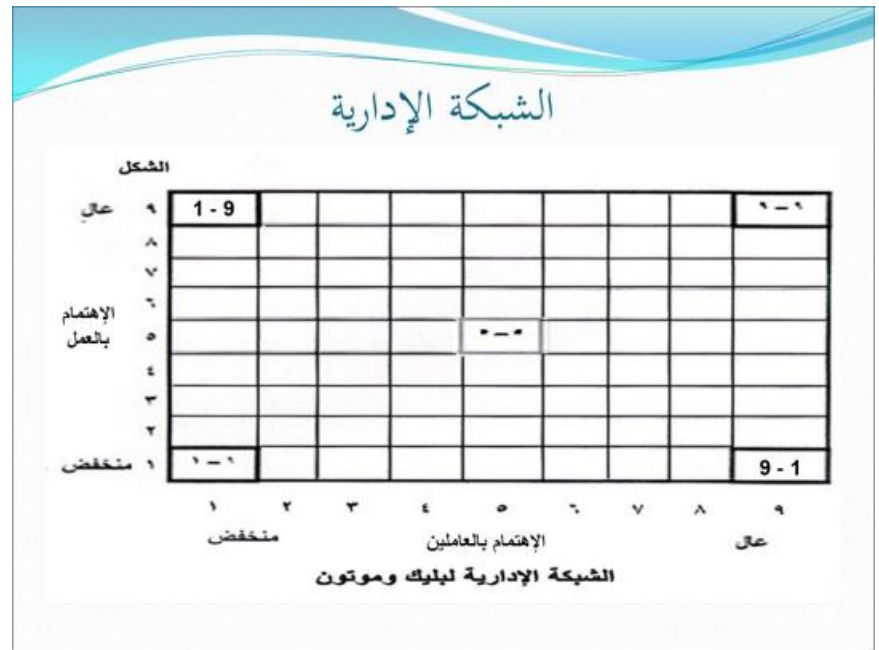 الشبكة الإدارية
الشكل
عال ٩ 1 - 9 ٩ – ٩
٨
٧
٦
الإهتمام
بالعمل
٥ ٥ – ٥
٤
٣
٢
منخفض ١ ١ – ١ 9 - 1
١ ٢ ٣ ٤ ٥ ٦ ٧ ٨ ٩
منخفض الإهتمام بالعاملين عال
الشبكة الإدارية لبليك وموتون